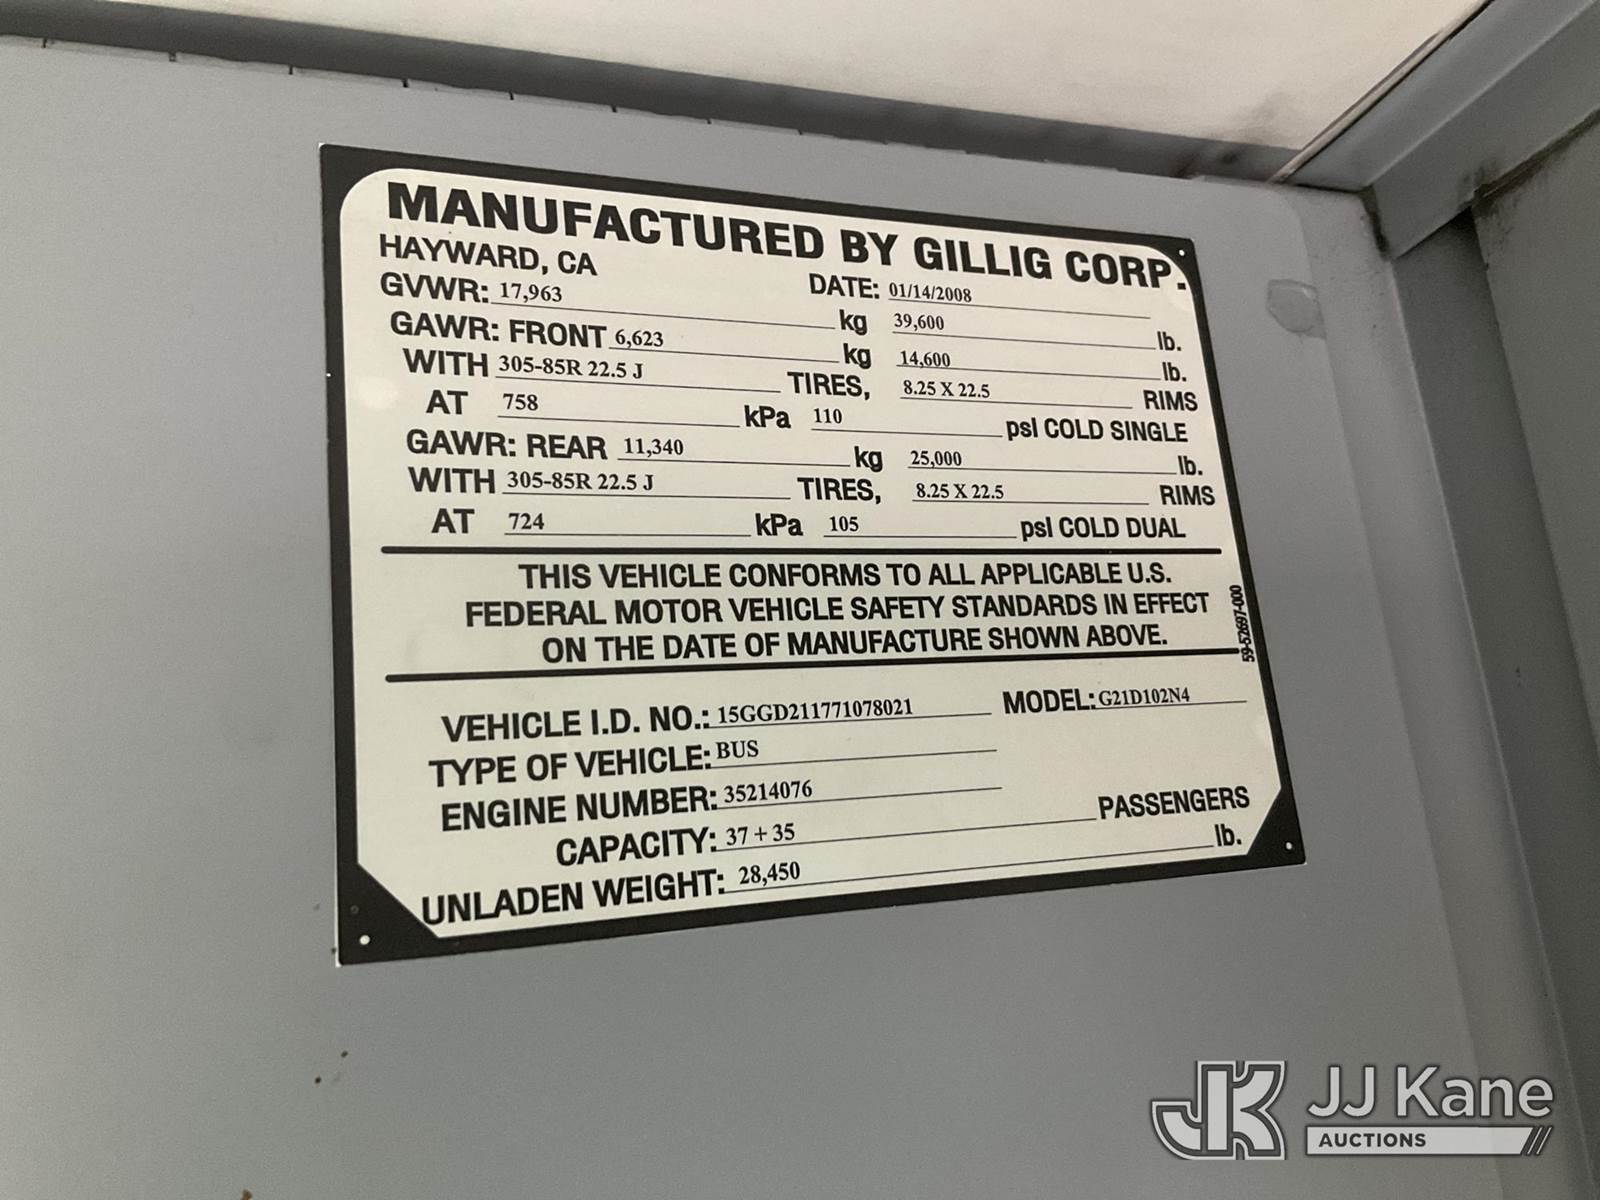 MANUFACTURED BY GILLIG CORP.
HAYWARD, CA DATE: 01/14/2008
GVWR: 17,963 kg 39,600 lb.
GAWR: FRONT 6,623 kg 14,600 lb.
WITH 305-85R 22.5 J TIRES, 8.25 X 22.5 RIMS
AT 758 kPa 110 psI COLD SINGLE
GAWR: REAR 11,340 kg 25,000 lb.
WITH 305-85R 22.5 J TIRES, 8.25 X 22.5 RIMS
AT 724 kPa 105 psI COLD DUAL
THIS VEHICLE CONFORMS TO ALL APPLICABLE U.S.
FEDERAL MOTOR VEHICLE SAFETY STANDARDS IN EFFECT
ON THE DATE OF MANUFACTURE SHOWN ABOVE.
59-52697-000
VEHICLE I.D. NO.: 15GGD211771078021 MODEL: G21D102N4
TYPE OF VEHICLE: BUS
ENGINE NUMBER: 35214076
CAPACITY: 37 + 35 PASSENGERS
UNLADEN WEIGHT: 28,450 lb.
JK JJ Kane
AUCTIONS